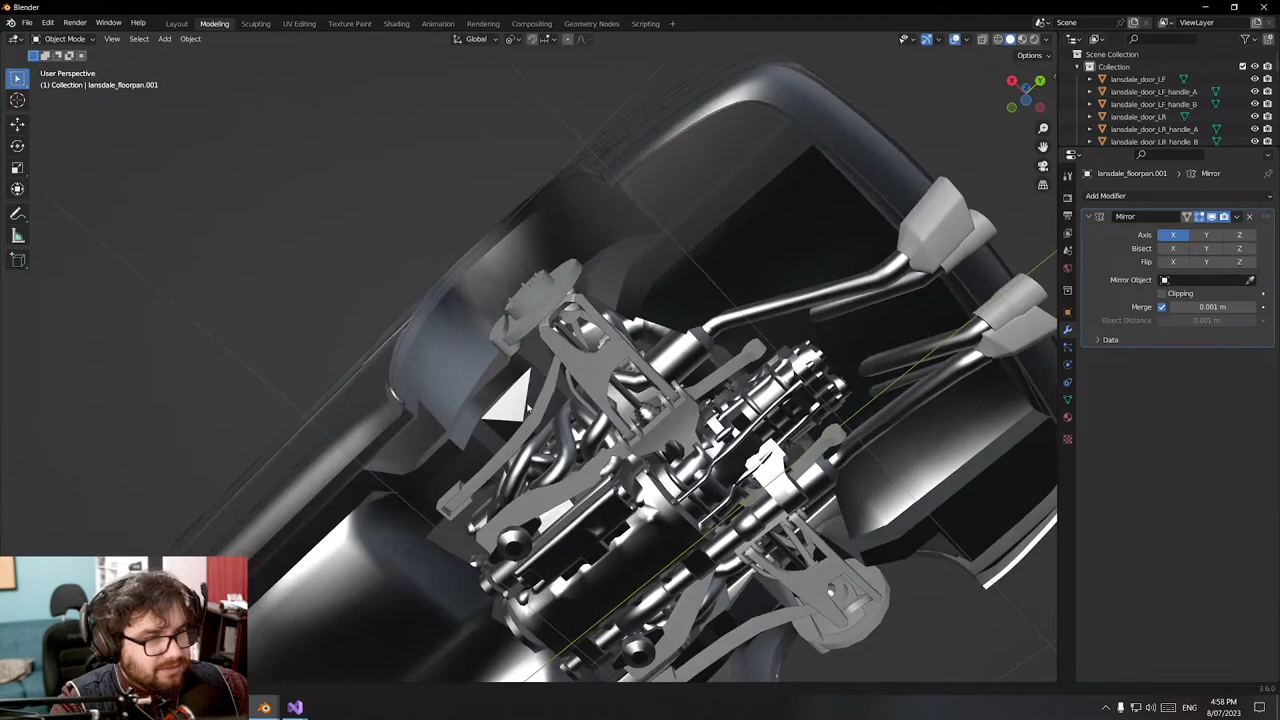 Blender
File Edit Render Window Help Layout Modeling Sculpting UV Editing Texture Paint Shading Animation Rendering Compositing Geometry Nodes Scripting + Scene ViewLayer
Object Mode View Select Add Object Global
Options
User Perspective
(1) Collection | lansdale_floorpan.001
X Y Z
Scene Collection
Collection
lansdale_door_LF
lansdale_door_LF_handle_A
lansdale_door_LF_handle_B
lansdale_door_LR
lansdale_door_LR_handle_A
lansdale_door_LR_handle_B
lansdale_floorpan.001 > Mirror
Add Modifier
Mirror
Axis X Y Z
Bisect X Y Z
Flip X Y Z
Mirror Object
Clipping
Merge 0.001 m
Bisect Distance 0.001 m
Data
3.6.0
ENG
4:58 PM
8/07/2023